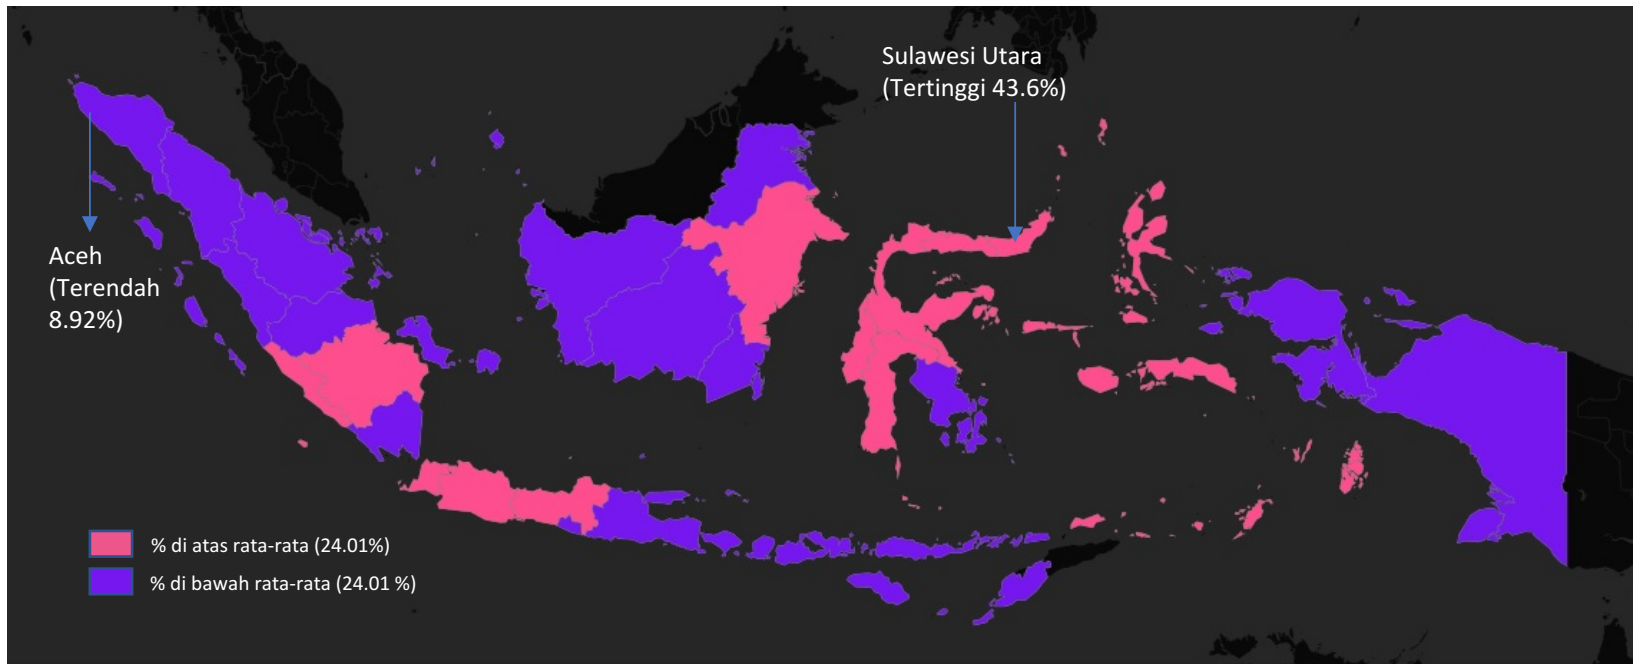 Sulawesi Utara
(Tertinggi 43.6%)
Aceh
(Terendah
8.92%)
% di atas rata-rata (24.01%)
% di bawah rata-rata (24.01 %)